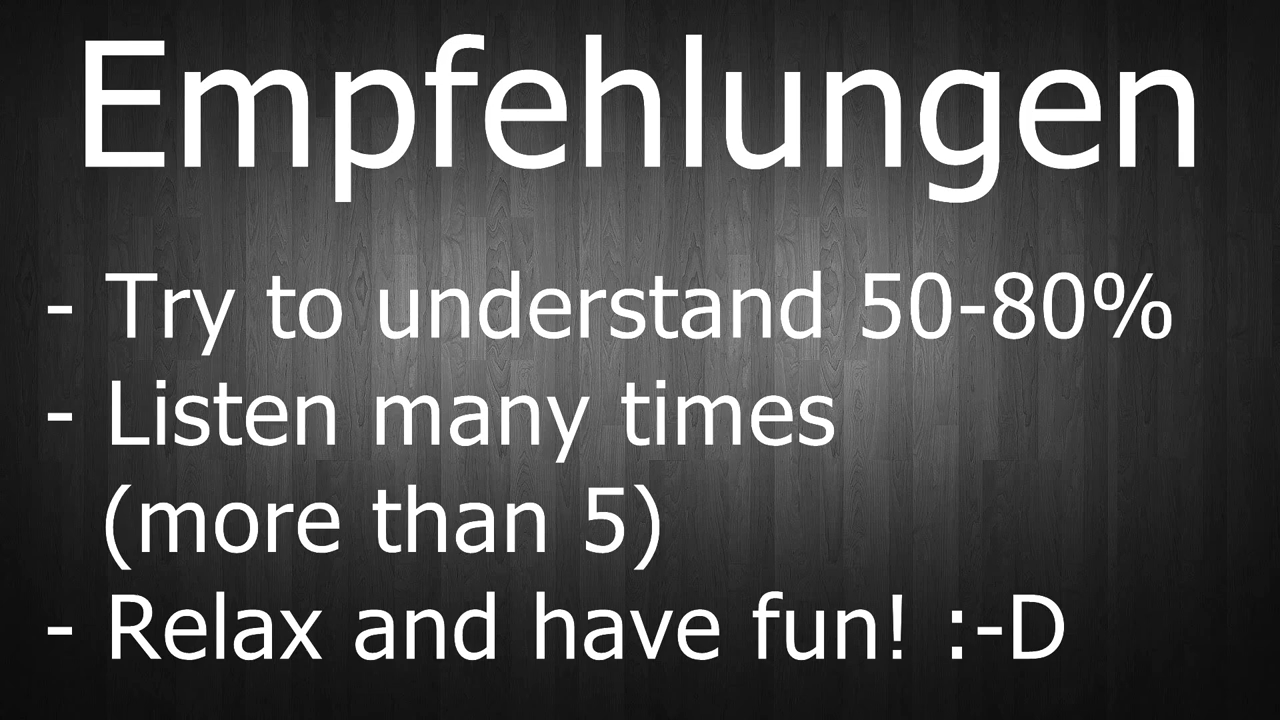 Empfehlungen
- Try to understand 50-80%
- Listen many times
(more than 5)
- Relax and have fun! :-D